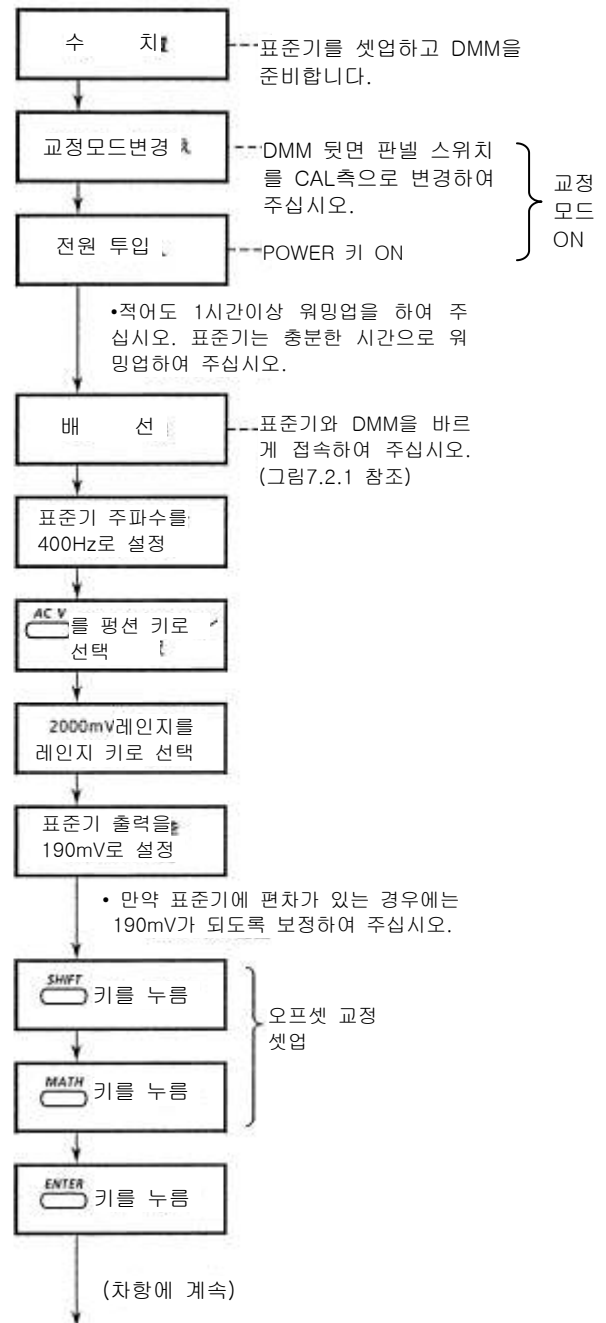 수 치
표준기를 셋업하고 DMM을
준비합니다.
교정모드변경
DMM 뒷면 판넬 스위치
를 CAL측으로 변경하여
주십시오.
교정
모드
ON
전원 투입
POWER 키 ON
•적어도 1시간이상 워밍업을 하여 주
십시오. 표준기는 충분한 시간으로 워
밍업하여 주십시오.
배 선
표준기와 DMM을 바르
게 접속하여 주십시오.
(그림7.2.1 참조)
표준기 주파수를
400Hz로 설정
AC V
를 펑션 키로
선택
2000mV레인지를
레인지 키로 선택
표준기 출력을
190mV로 설정
• 만약 표준기에 편차가 있는 경우에는
190mV가 되도록 보정하여 주십시오.
SHIFT
키를 누름
오프셋 교정
셋업
MATH
키를 누름
ENTER
키를 누름
(차항에 계속)